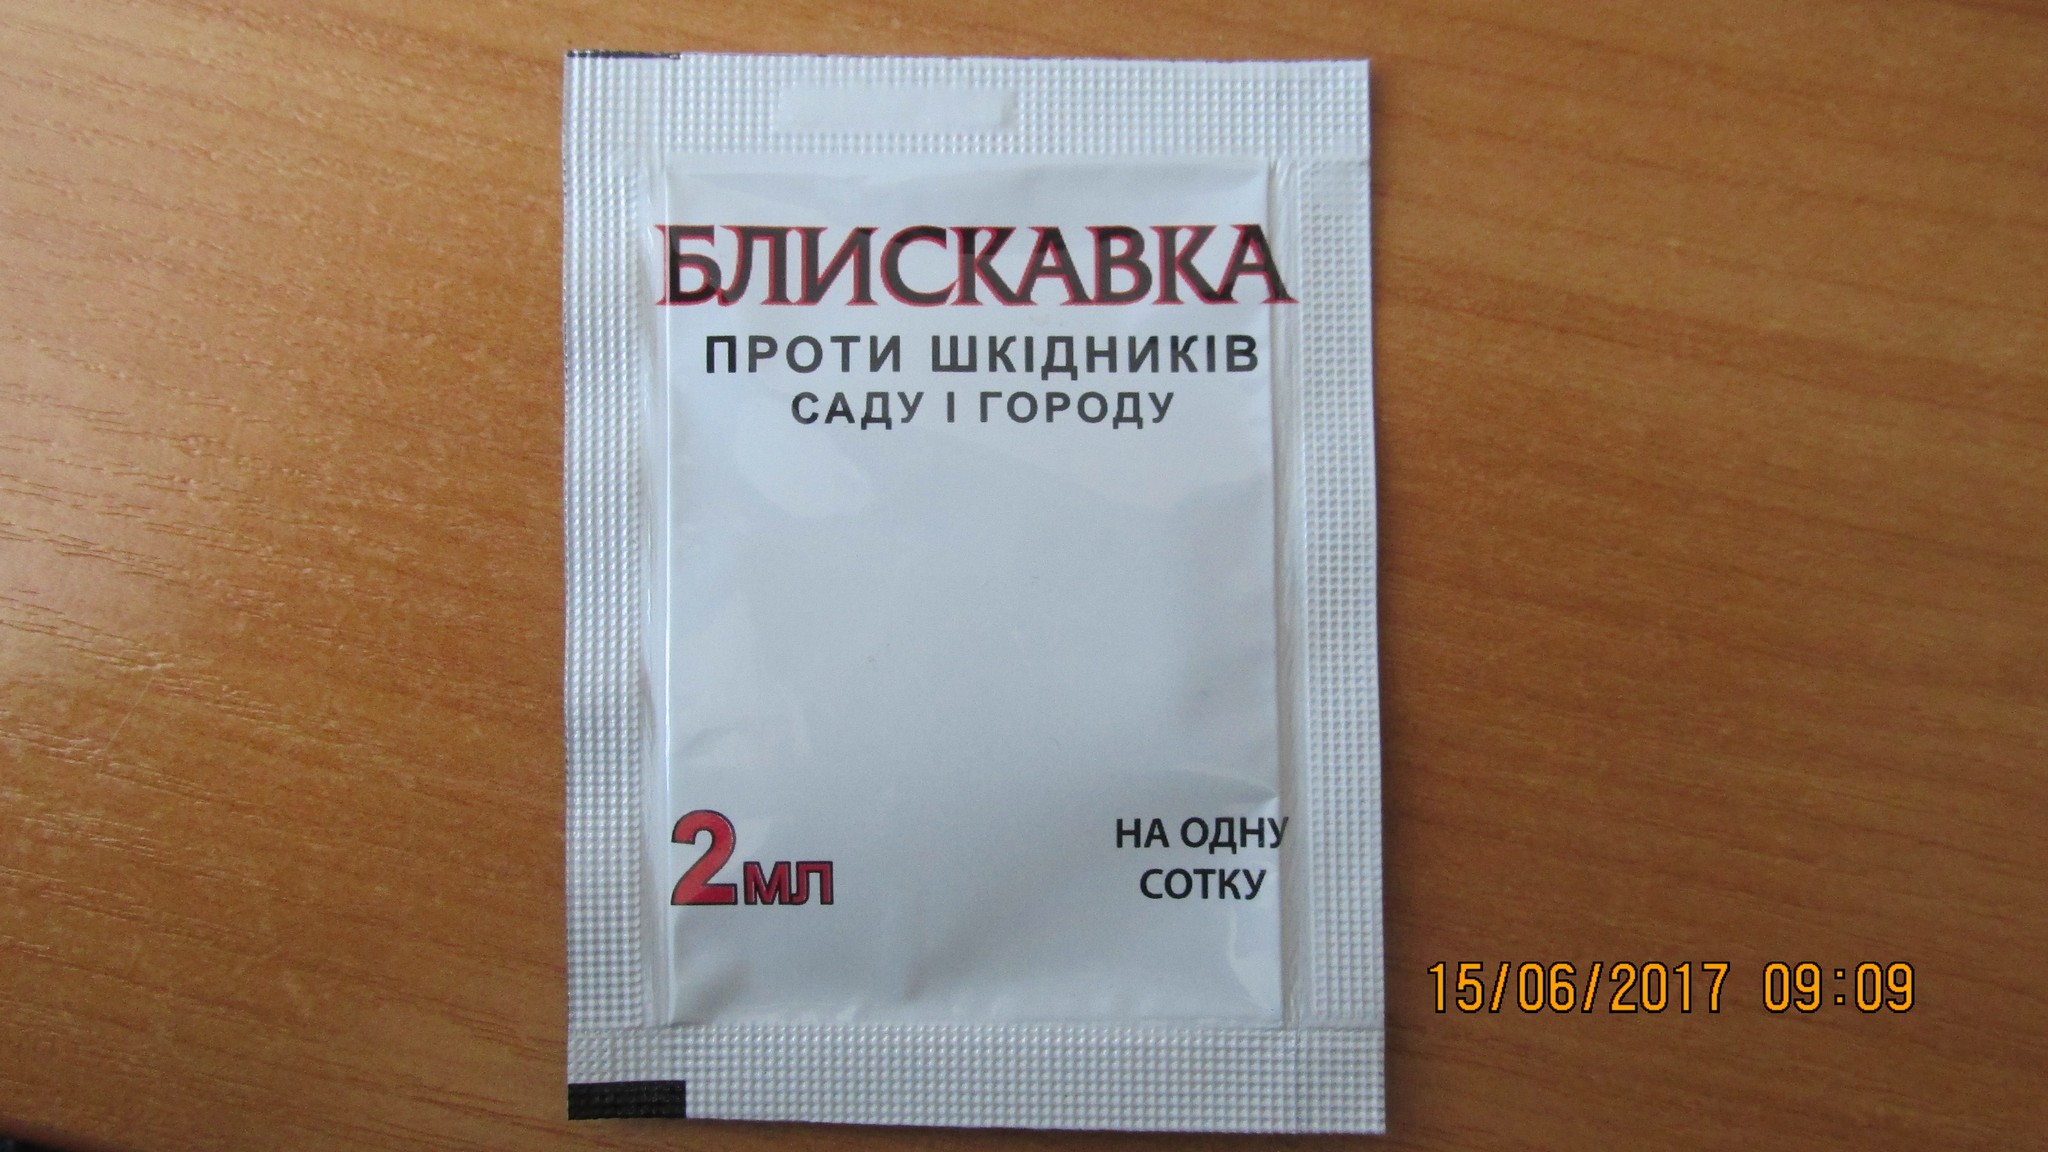 БЛИСКАВКА
ПРОТИ ШКІДНИКІВ
САДУ І ГОРОДУ
2мл
НА ОДНУ
СОТКУ
15/06/2017 09:09